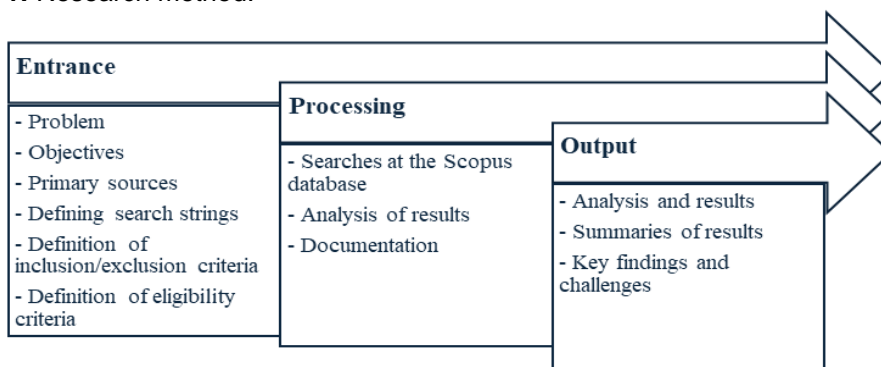 Research method.
Entrance
- Problem
- Objectives
- Primary sources
- Defining search strings
- Definition of
inclusion/exclusion criteria
- Definition of eligibility
criteria
Processing
- Searches at the Scopus
database
- Analysis of results
- Documentation
Output
- Analysis and results
- Summaries of results
- Key findings and
challenges